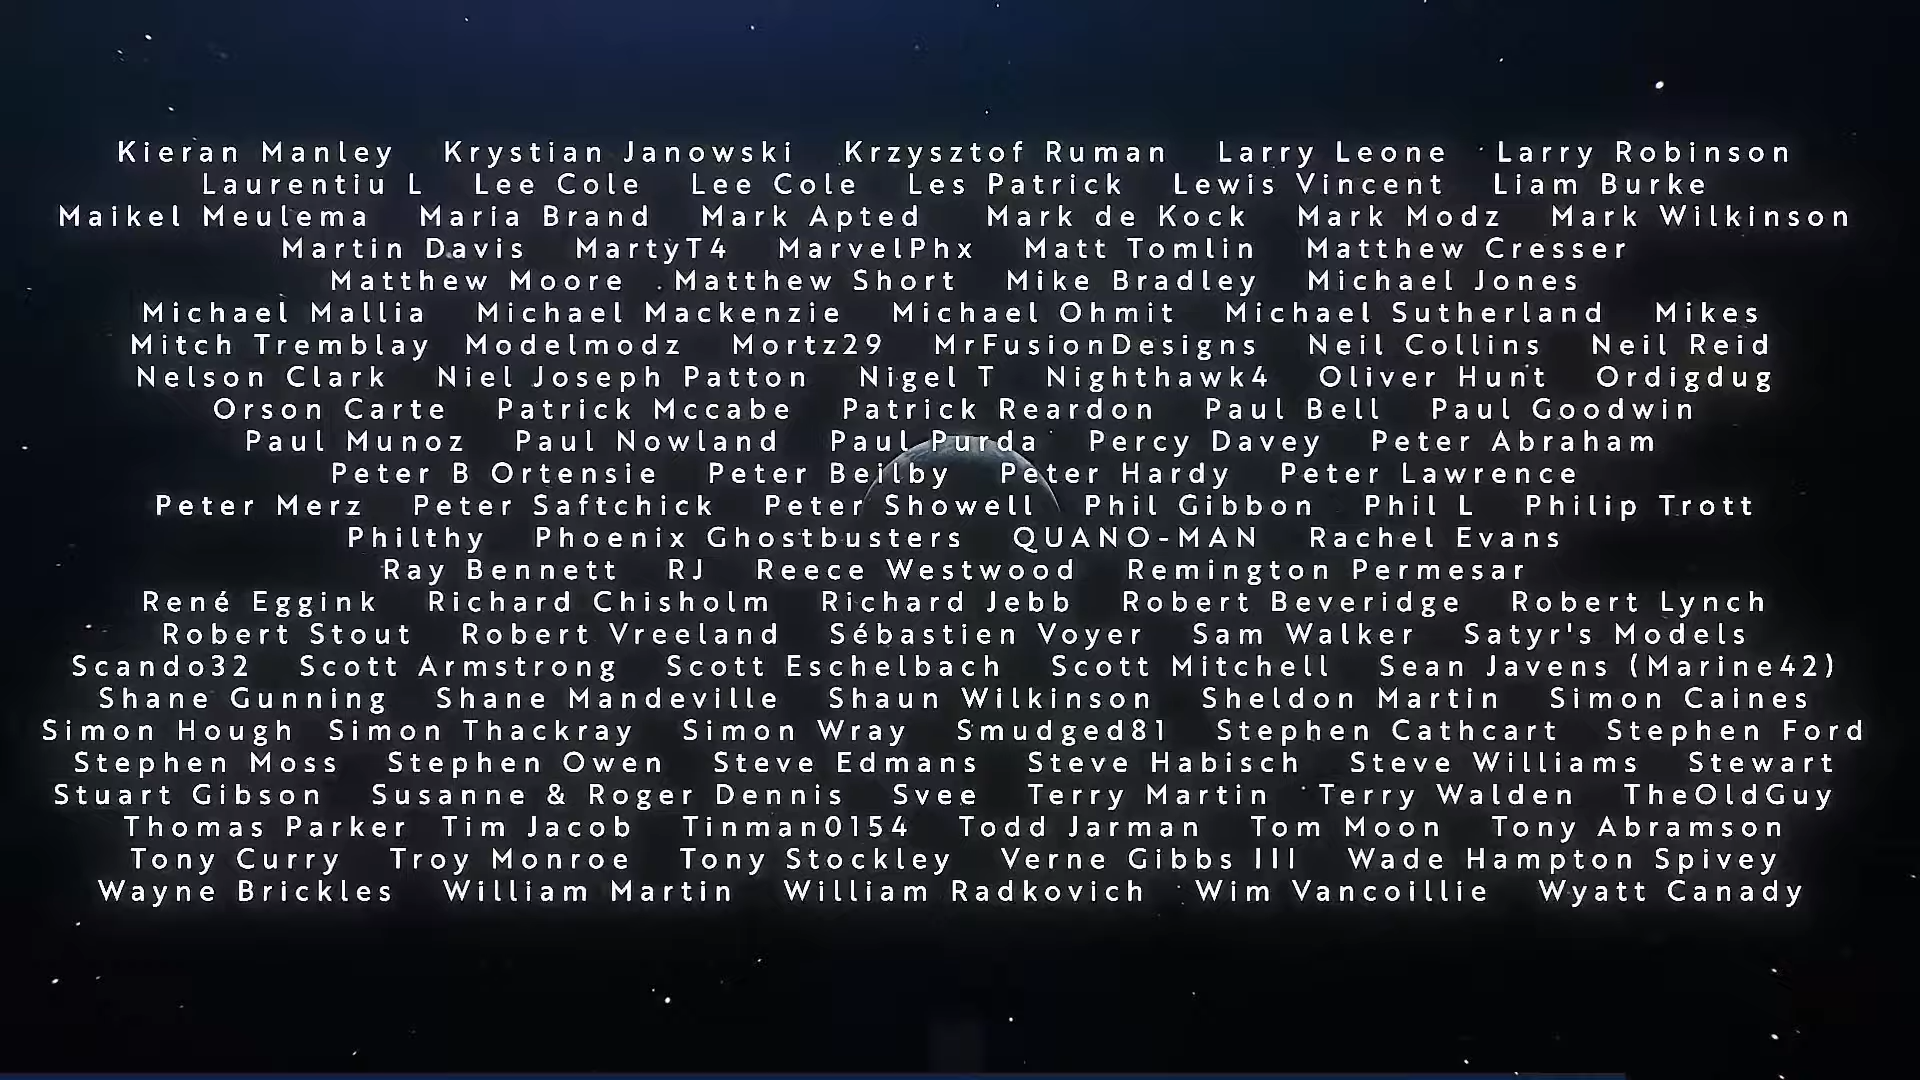 Kieran Manley Krystian Janowski Krzysztof Ruman Larry Leone Larry Robinson
Laurentiu L Lee Cole Lee Cole Les Patrick Lewis Vincent Liam Burke
Maikel Meulema Maria Brand Mark Apted Mark de Kock Mark Modz Mark Wilkinson
Martin Davis MartyT4 MarvelPhx Matt Tomlin Matthew Cresser
Matthew Moore Matthew Short Mike Bradley Michael Jones
Michael Mallia Michael Mackenzie Michael Ohmit Michael Sutherland Mikes
Mitch Tremblay Modelmodz Mortz29 MrFusionDesigns Neil Collins Neil Reid
Nelson Clark Niel Joseph Patton Nigel T Nighthawk4 Oliver Hunt Ordigdug
Orson Carte Patrick Mccabe Patrick Reardon Paul Bell Paul Goodwin
Paul Munoz Paul Nowland Paul Purda Percy Davey Peter Abraham
Peter B Ortensie Peter Beilby Peter Hardy Peter Lawrence
Peter Merz Peter Saftchick Peter Showell Phil Gibbon Phil L Philip Trott
Philthy Phoenix Ghostbusters QUANO-MAN Rachel Evans
Ray Bennett RJ Reece Westwood Remington Permesar
René Eggink Richard Chisholm Richard Jebb Robert Beveridge Robert Lynch
Robert Stout Robert Vreeland Sébastien Voyer Sam Walker Satyr's Models
Scando32 Scott Armstrong Scott Eschelbach Scott Mitchell Sean Javens (Marine42)
Shane Gunning Shane Mandeville Shaun Wilkinson Sheldon Martin Simon Caines
Simon Hough Simon Thackray Simon Wray Smudged81 Stephen Cathcart Stephen Ford
Stephen Moss Stephen Owen Steve Edmans Steve Habisch Steve Williams Stewart
Stuart Gibson Susanne & Roger Dennis Svee Terry Martin Terry Walden TheOldGuy
Thomas Parker Tim Jacob Tinman0154 Todd Jarman Tom Moon Tony Abramson
Tony Curry Troy Monroe Tony Stockley Verne Gibbs III Wade Hampton Spivey
Wayne Brickles William Martin William Radkovich Wim Vancoillie Wyatt Canady